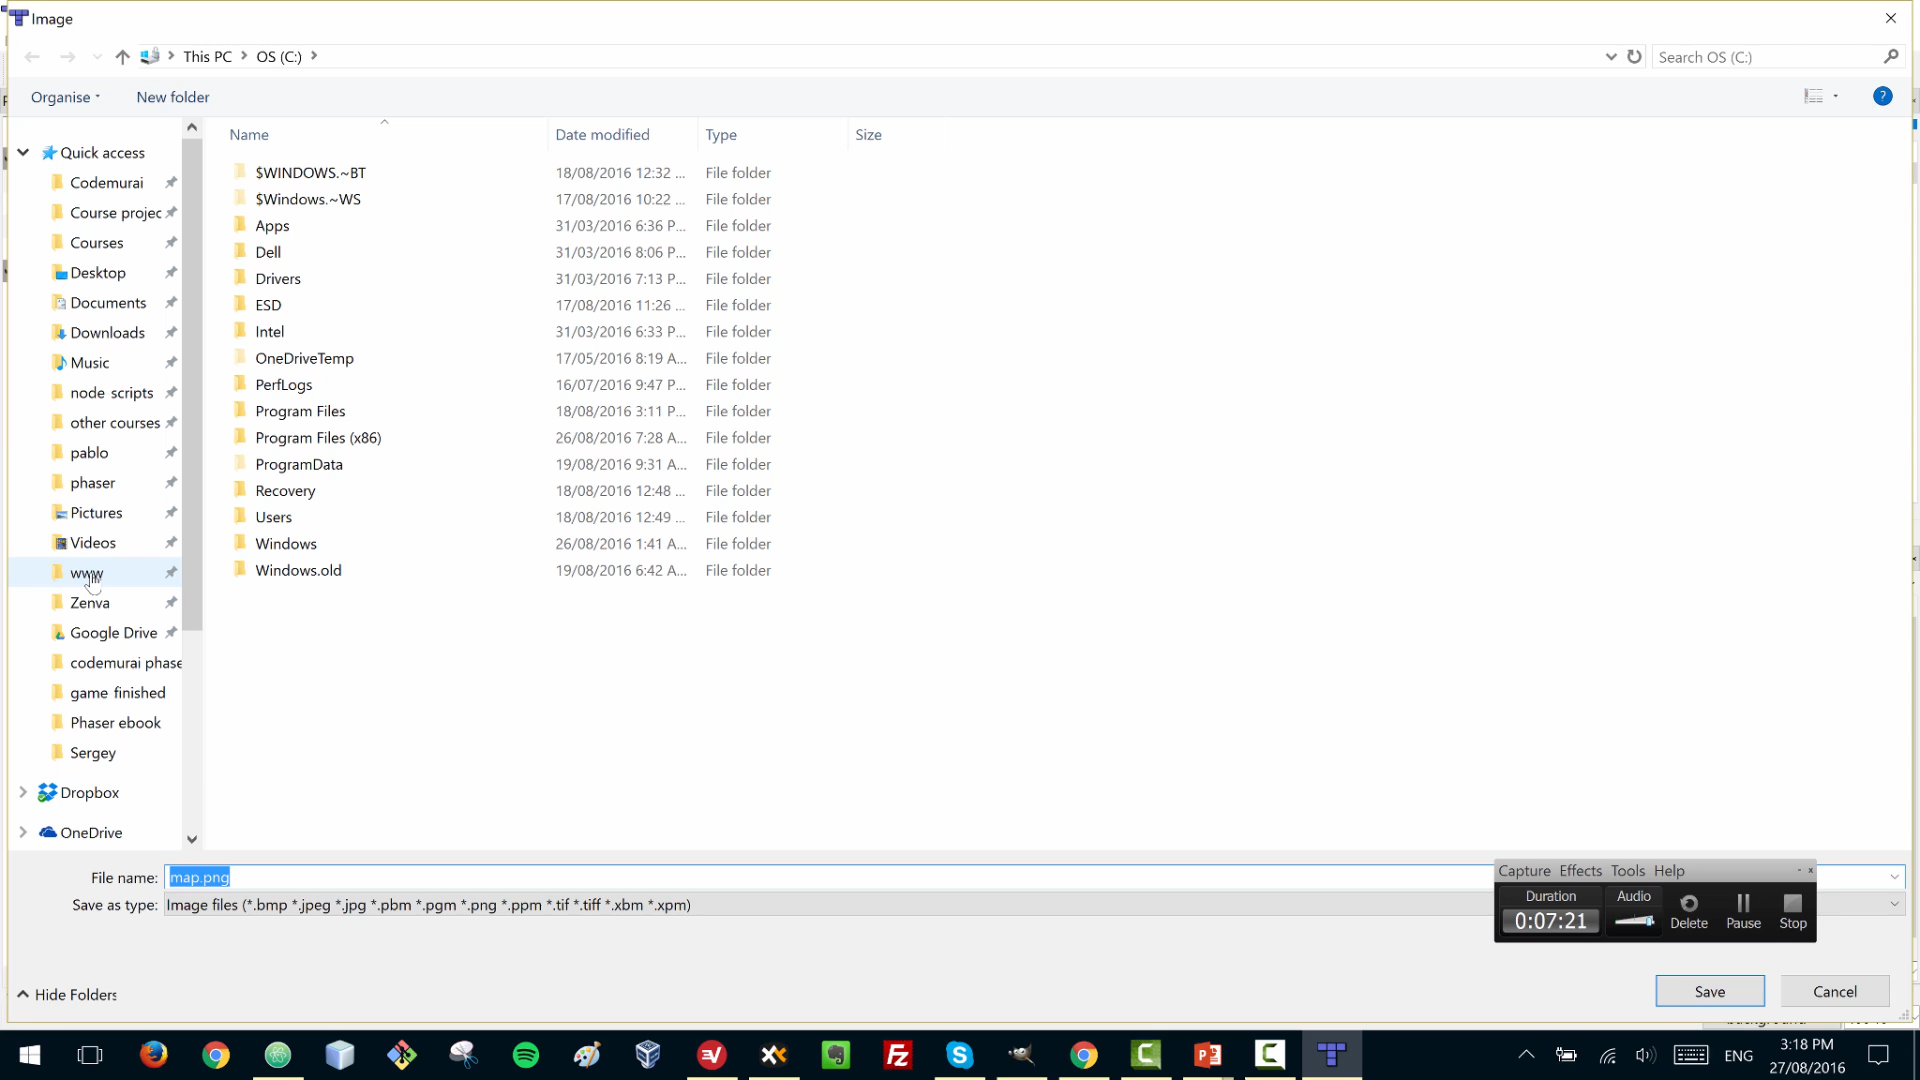 Image
This PC
OS (C:)
Search OS (C:)
Organise
New folder
?
Name
Date modified
Type
Size
Quick access
Codemurai
Course projec
Courses
Desktop
Documents
Downloads
Music
node scripts
other courses
pablo
phaser
Pictures
Videos
www
Zenva
Google Drive
codemurai phase
game finished
Phaser ebook
Sergey
Dropbox
OneDrive
$WINDOWS.~BT 18/08/2016 12:32 ... File folder
$Windows.~WS 17/08/2016 10:22 ... File folder
Apps 31/03/2016 6:36 P... File folder
Dell 31/03/2016 8:06 P... File folder
Drivers 31/03/2016 7:13 P... File folder
ESD 17/08/2016 11:26 ... File folder
Intel 31/03/2016 6:33 P... File folder
OneDriveTemp 17/05/2016 8:19 A... File folder
PerfLogs 16/07/2016 9:47 P... File folder
Program Files 18/08/2016 3:11 P... File folder
Program Files (x86) 26/08/2016 7:28 A... File folder
ProgramData 19/08/2016 9:31 A... File folder
Recovery 18/08/2016 12:48 ... File folder
Users 18/08/2016 12:49 ... File folder
Windows 26/08/2016 1:41 A... File folder
Windows.old 19/08/2016 6:42 A... File folder
File name: map.png
Save as type: Image files (*.bmp *.jpeg *.jpg *.pbm *.pgm *.png *.ppm *.tif *.tiff *.xbm *.xpm)
Capture Effects Tools Help
Duration
0:07:21
Audio
Delete
Pause
Stop
Hide Folders
Save
Cancel
ENG
3:18 PM
27/08/2016